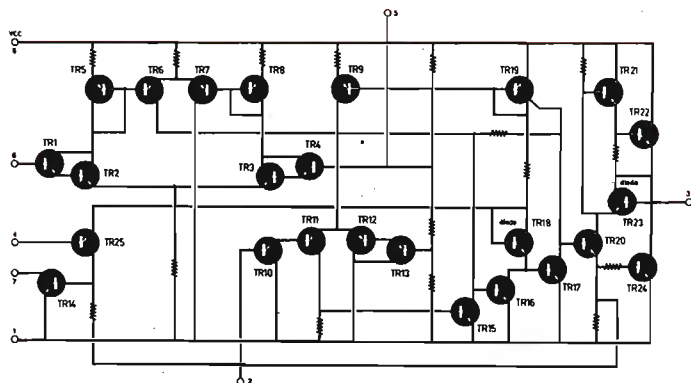 5
VCC
8
TR5
TR6
TR7
TR8
TR9
TR19
TR21
TR22
TR1
6
TR2
TR3
TR4
diode
TR23
3
4
TR25
TR11
TR12
diode
TR18
TR20
TR10
TR13
7
TR14
TR16
TR17
TR24
TR15
1
2